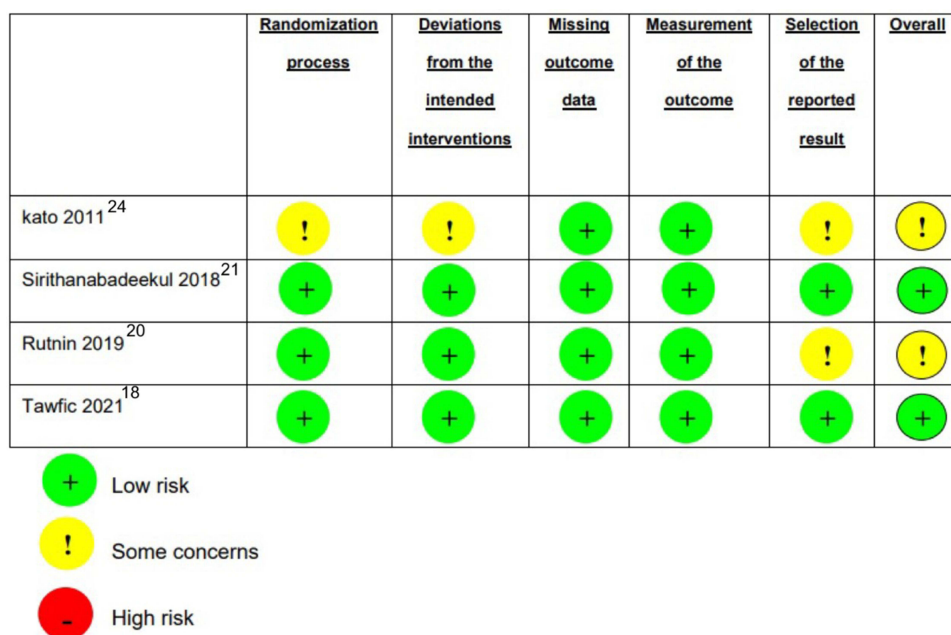 Randomization process	Deviations from the intended interventions	Missing outcome data	Measurement of the outcome	Selection of the reported result	Overall
kato 2011 24	!	!	+	+	!	!
Sirithanabadeekul 2018 21	+	+	+	+	+	+
Rutnin 2019 20	+	+	+	+	!	!
Tawfic 2021 18	+	+	+	+	+	+
+ Low risk
! Some concerns
- High risk